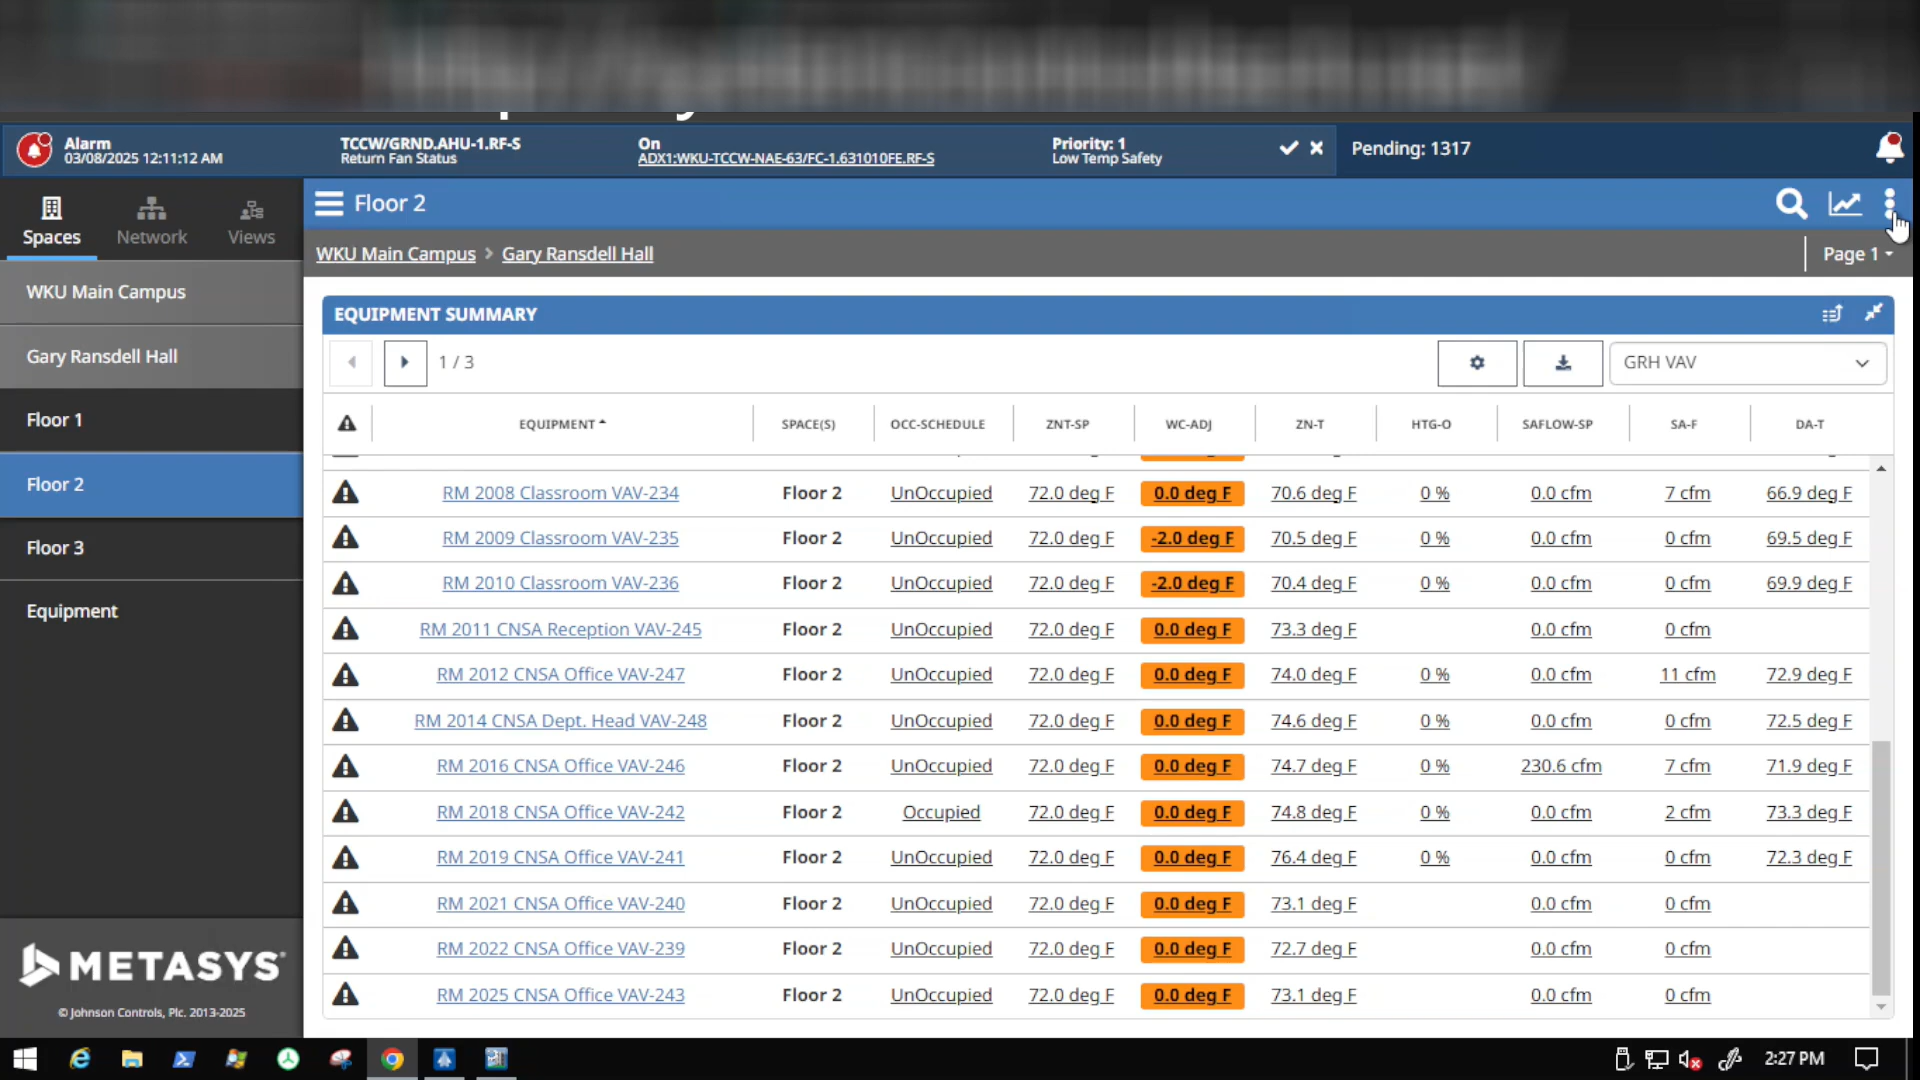 Alarm
03/08/2025 12:11:12 AM
TCCW/GRND.AHU-1.RF-S
Return Fan Status
On
ADX1:WKU-TCCW-NAE-63/FC-1.631010FE.RF-S
Priority: 1
Low Temp Safety
Pending: 1317
Spaces Network Views
Floor 2
WKU Main Campus > Gary Ransdell Hall
Page 1
WKU Main Campus
Gary Ransdell Hall
Floor 1
Floor 2
Floor 3
Equipment
EQUIPMENT SUMMARY
1 / 3
GRH VAV
EQUIPMENT SPACE(S) OCC-SCHEDULE ZNT-SP WC-ADJ ZN-T HTG-O SAFLOW-SP SA-F DA-T
RM 2008 Classroom VAV-234 Floor 2 UnOccupied 72.0 deg F 0.0 deg F 70.6 deg F 0 % 0.0 cfm 7 cfm 66.9 deg F
RM 2009 Classroom VAV-235 Floor 2 UnOccupied 72.0 deg F -2.0 deg F 70.5 deg F 0 % 0.0 cfm 0 cfm 69.5 deg F
RM 2010 Classroom VAV-236 Floor 2 UnOccupied 72.0 deg F -2.0 deg F 70.4 deg F 0 % 0.0 cfm 0 cfm 69.9 deg F
RM 2011 CNSA Reception VAV-245 Floor 2 UnOccupied 72.0 deg F 0.0 deg F 73.3 deg F 0.0 cfm 0 cfm
RM 2012 CNSA Office VAV-247 Floor 2 UnOccupied 72.0 deg F 0.0 deg F 74.0 deg F 0 % 0.0 cfm 11 cfm 72.9 deg F
RM 2014 CNSA Dept. Head VAV-248 Floor 2 UnOccupied 72.0 deg F 0.0 deg F 74.6 deg F 0 % 0.0 cfm 0 cfm 72.5 deg F
RM 2016 CNSA Office VAV-246 Floor 2 UnOccupied 72.0 deg F 0.0 deg F 74.7 deg F 0 % 230.6 cfm 7 cfm 71.9 deg F
RM 2018 CNSA Office VAV-242 Floor 2 Occupied 72.0 deg F 0.0 deg F 74.8 deg F 0 % 0.0 cfm 2 cfm 73.3 deg F
RM 2019 CNSA Office VAV-241 Floor 2 UnOccupied 72.0 deg F 0.0 deg F 76.4 deg F 0 % 0.0 cfm 0 cfm 72.3 deg F
RM 2021 CNSA Office VAV-240 Floor 2 UnOccupied 72.0 deg F 0.0 deg F 73.1 deg F 0.0 cfm 0 cfm
RM 2022 CNSA Office VAV-239 Floor 2 UnOccupied 72.0 deg F 0.0 deg F 72.7 deg F 0.0 cfm 0 cfm
RM 2025 CNSA Office VAV-243 Floor 2 UnOccupied 72.0 deg F 0.0 deg F 73.1 deg F 0.0 cfm 0 cfm
METASYS
© Johnson Controls, Plc. 2013-2025
2:27 PM